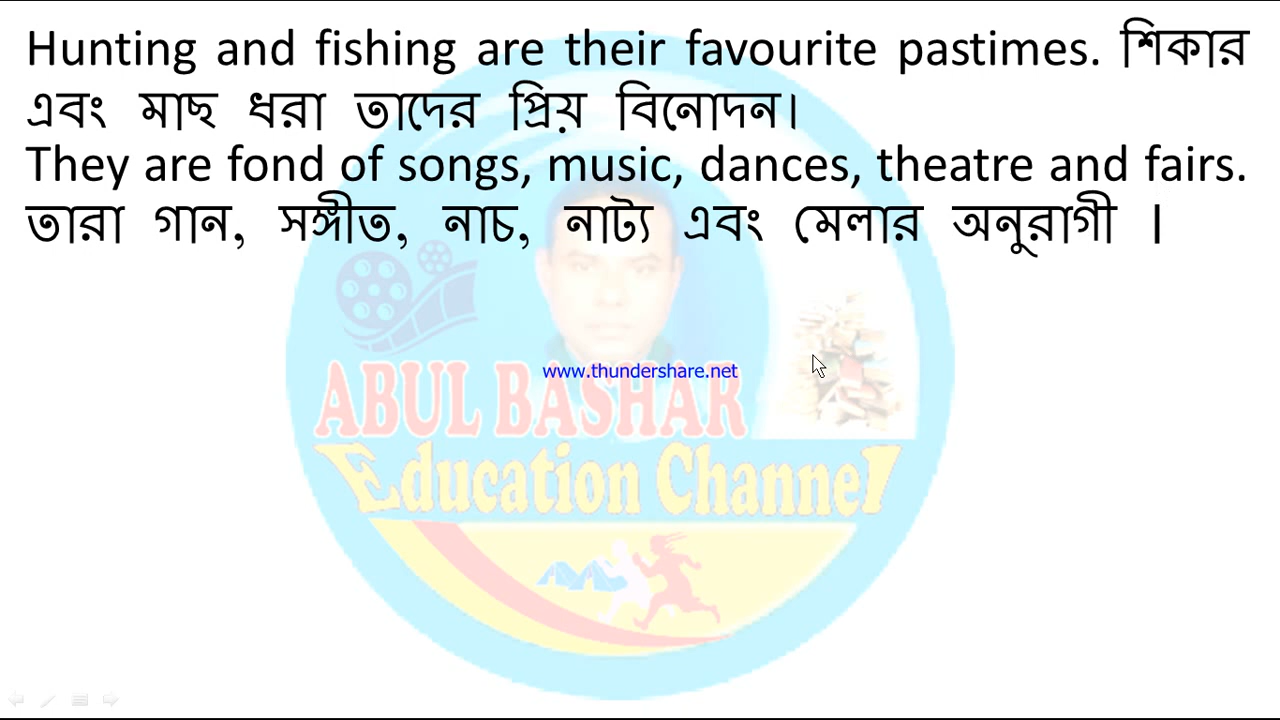 Hunting and fishing are their favourite pastimes. শিকার
এবং মাছ ধরা তাদের প্রিয় বিনোদন।
They are fond of songs, music, dances, theatre and fairs.
তারা গান, সঙ্গীত, নাচ, নাট্য এবং মেলার অনুরাগী ।
www.thundershare.net
ABUL BASHAR
Education Channel